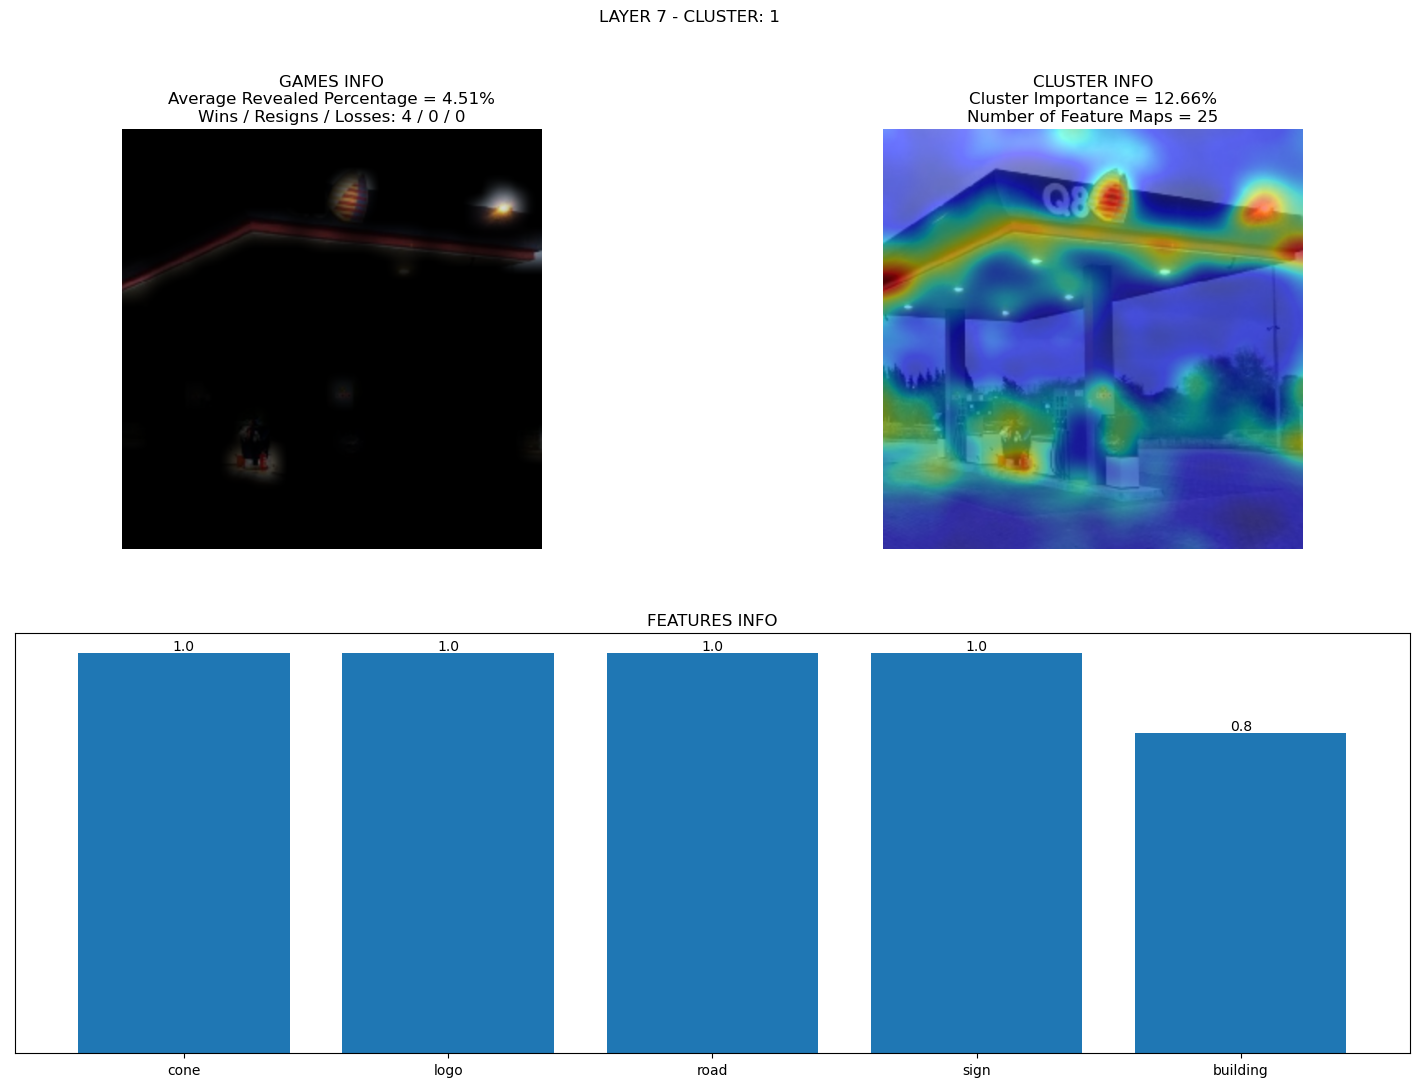 LAYER 7 - CLUSTER: 1
GAMES INFO
Average Revealed Percentage = 4.51%
Wins / Resigns / Losses: 4 / 0 / 0
CLUSTER INFO
Cluster Importance = 12.66%
Number of Feature Maps = 25
Q8
FEATURES INFO
1.0
1.0
1.0
1.0
0.8
cone
logo
road
sign
building